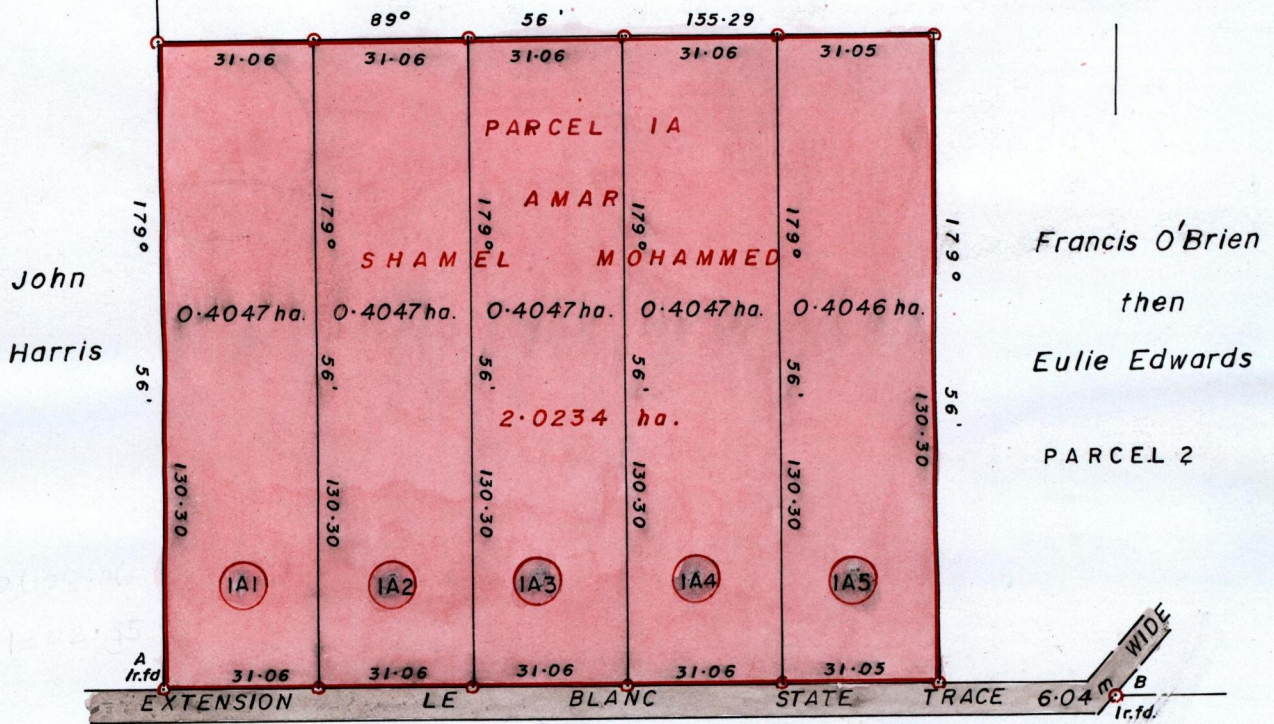 89° 56' 155·29
31·06 31·06 31·06 31·06 31·05
PARCEL 1A
AMAR
SHAMEL MOHAMMED
179° 179° 179° 179° 179° 179°
John
Harris
Francis O'Brien
then
Eulie Edwards
PARCEL 2
0·4047 ha. 0·4047 ha. 0·4047 ha. 0·4047 ha. 0·4046 ha.
56' 56' 56' 56' 56' 56'
2·0234 ha.
130·30 130·30 130·30 130·30 130·30 130·30
1A1 1A2 1A3 1A4 1A5
A
Ir.fd
31·06 31·06 31·06 31·06 31·05
EXTENSION LE BLANC STATE TRACE 6·04 m WIDE
B
Ir.fd.